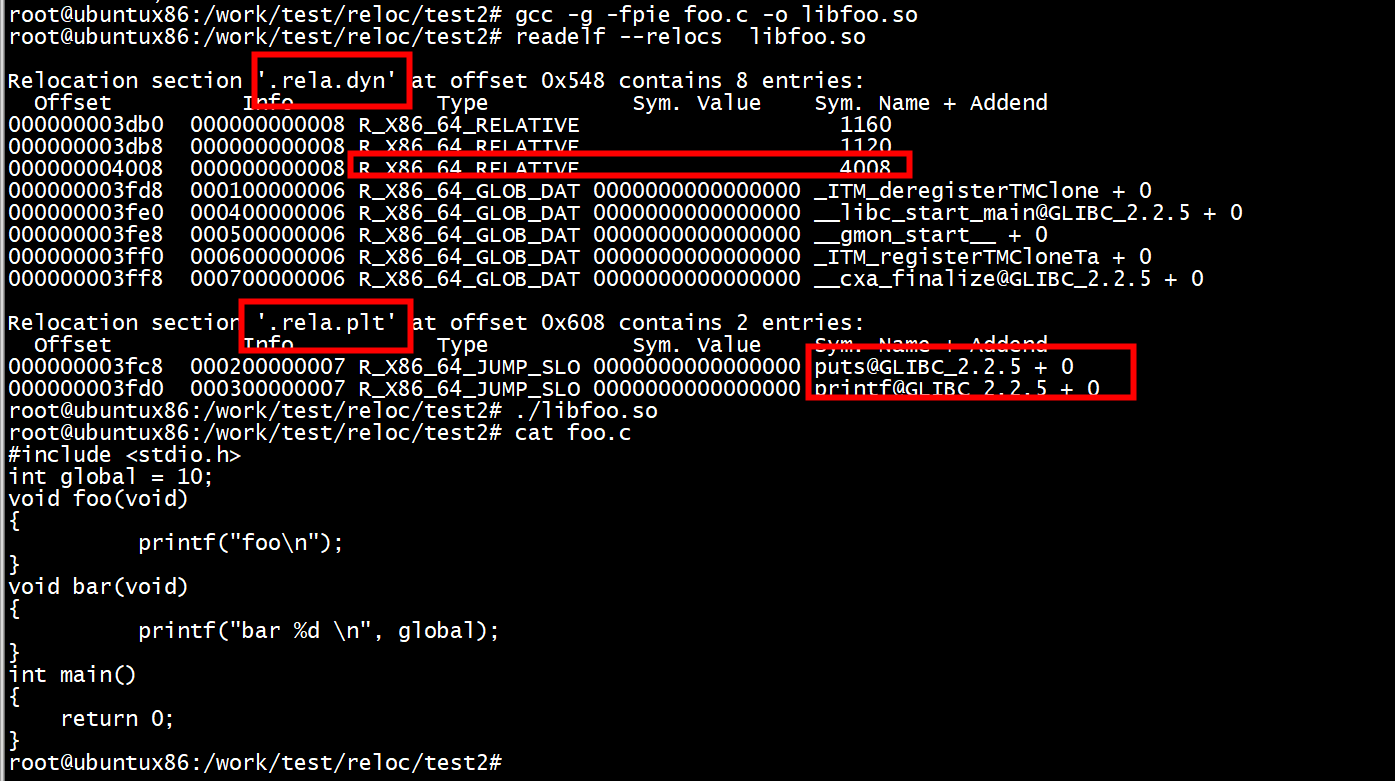 root@ubuntux86:/work/test/reloc/test2# gcc -g -fpie foo.c -o libfoo.so
root@ubuntux86:/work/test/reloc/test2# readelf --relocs  libfoo.so
Relocation section '.rela.dyn' at offset 0x548 contains 8 entries:
  Offset          Info           Type           Sym. Value    Sym. Name + Addend
000000003db0  000000000008 R_X86_64_RELATIVE                    1160
000000003db8  000000000008 R_X86_64_RELATIVE                    1120
000000004008  000000000008 R_X86_64_RELATIVE                    4008
000000003fd8  000100000006 R_X86_64_GLOB_DAT 0000000000000000 _ITM_deregisterTMClone + 0
000000003fe0  000400000006 R_X86_64_GLOB_DAT 0000000000000000 __libc_start_main@GLIBC_2.2.5 + 0
000000003fe8  000500000006 R_X86_64_GLOB_DAT 0000000000000000 __gmon_start__ + 0
000000003ff0  000600000006 R_X86_64_GLOB_DAT 0000000000000000 _ITM_registerTMCloneTa + 0
000000003ff8  000700000006 R_X86_64_GLOB_DAT 0000000000000000 __cxa_finalize@GLIBC_2.2.5 + 0
Relocation section '.rela.plt' at offset 0x608 contains 2 entries:
  Offset          Info           Type           Sym. Value    Sym. Name + Addend
000000003fc8  000200000007 R_X86_64_JUMP_SLO 0000000000000000 puts@GLIBC_2.2.5 + 0
000000003fd0  000300000007 R_X86_64_JUMP_SLO 0000000000000000 printf@GLIBC_2.2.5 + 0
root@ubuntux86:/work/test/reloc/test2# ./libfoo.so
root@ubuntux86:/work/test/reloc/test2# cat foo.c
#include <stdio.h>
int global = 10;
void foo(void)
{
          printf("foo\n");
}
void bar(void)
{
          printf("bar %d \n", global);
}
int main()
{
    return 0;
}
root@ubuntux86:/work/test/reloc/test2#